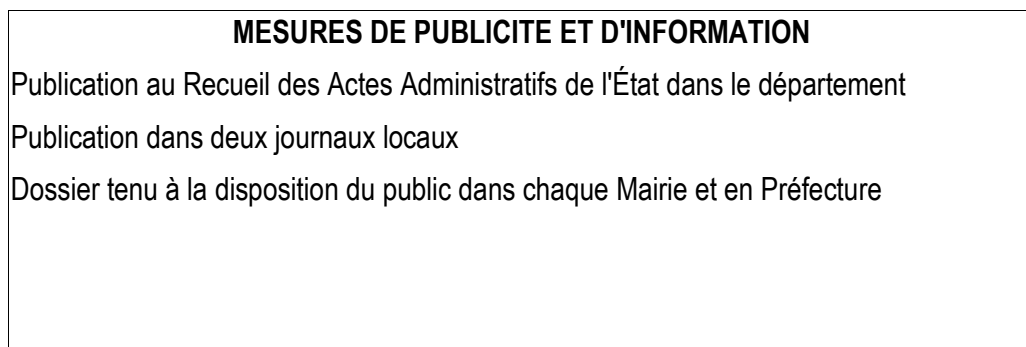 MESURES DE PUBLICITE ET D'INFORMATION
Publication au Recueil des Actes Administratifs de l'État dans le département
Publication dans deux journaux locaux
Dossier tenu à la disposition du public dans chaque Mairie et en Préfecture